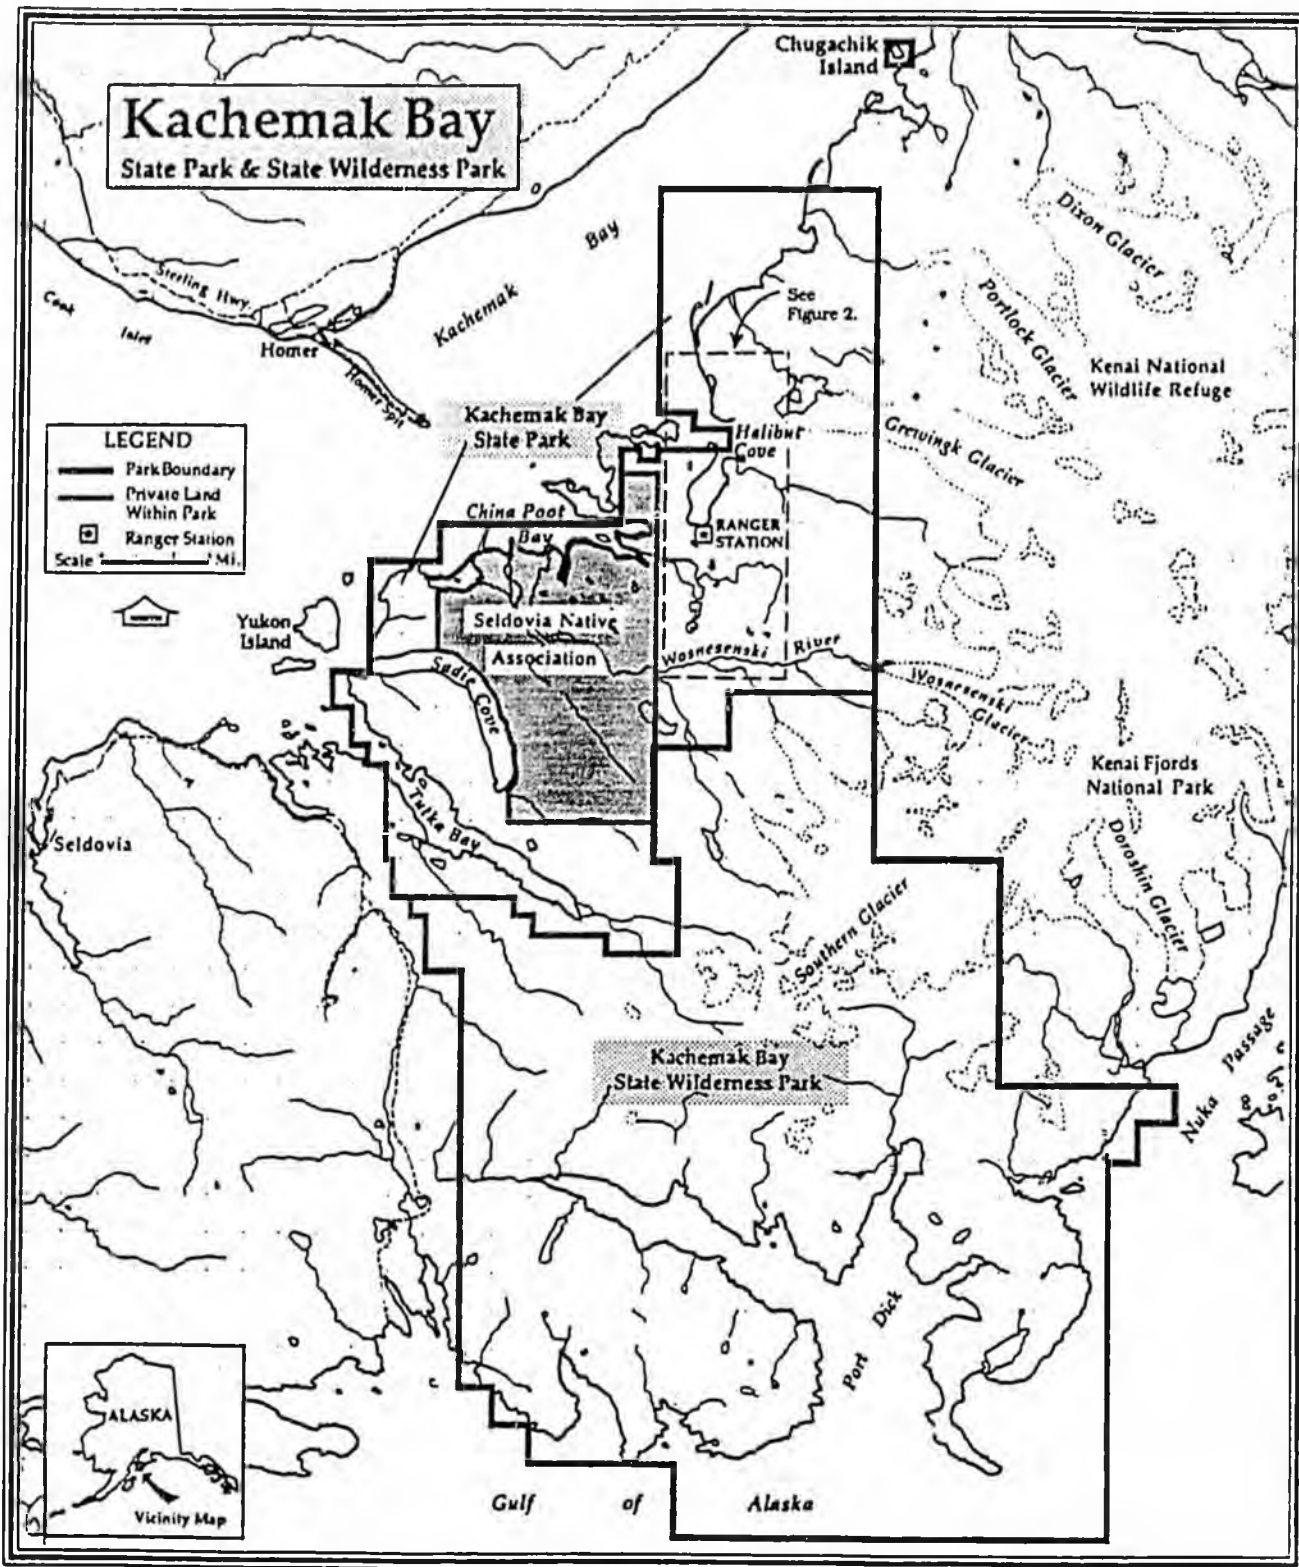 Kachemak Bay
State Park & State Wilderness Park
Chugachik
Island
Dixon Glacier
Portlock Glacier
Kenai National
Wildlife Refuge
Kachemak
Bay
See
Figure 2.
Sterling Hwy.
Cook
Inlet
Homer
Homer Spit
Kachemak Bay
State Park
Halibut
Cove
Grewingk Glacier
LEGEND
Park Boundary
Private Land
Within Park
Ranger Station
Scale
Mi.
China Poot
Bay
RANGER
STATION
Yukon
Island
Seldovia Native
Association
Sadie Cove
Wosnesenski River
Wosnesenski
Glacier
Kenai Fjords
National Park
Seldovia
Tutka Bay
Doroshin Glacier
Southern Glacier
Kachemak Bay
State Wilderness Park
Nuka Passage
Port Dick
ALASKA
Vicinity Map
Gulf of Alaska